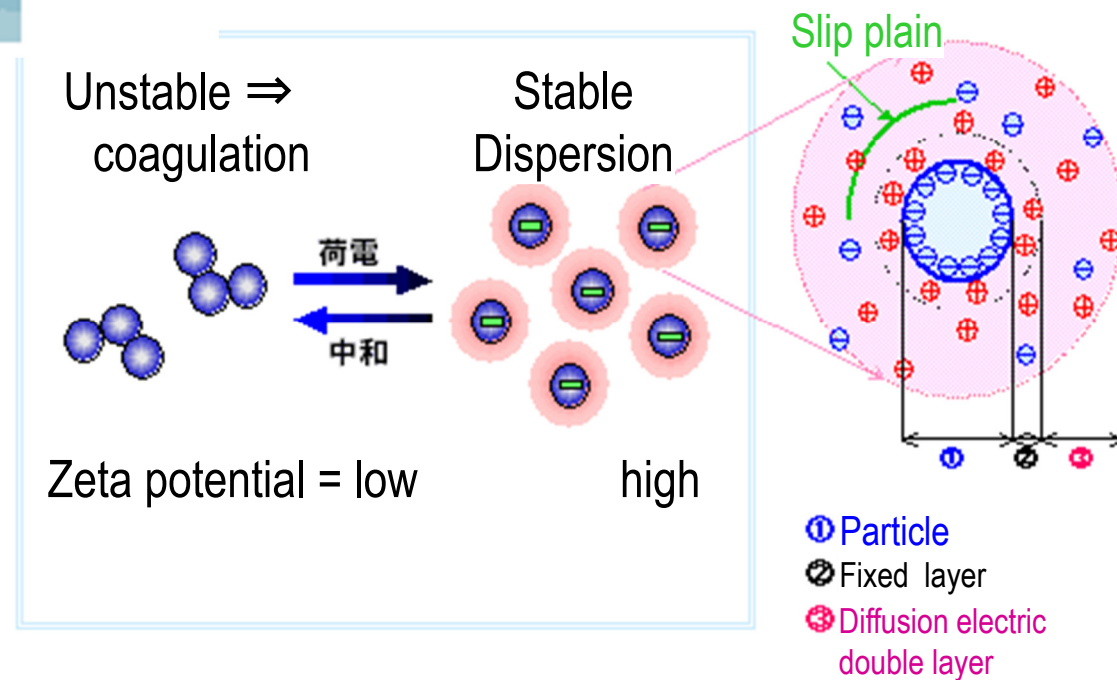 Slip plain
Unstable ⇒
coagulation
Stable
Dispersion
荷電
中和
Zeta potential = low
high
① ② ③
① Particle
② Fixed layer
③ Diffusion electric
double layer